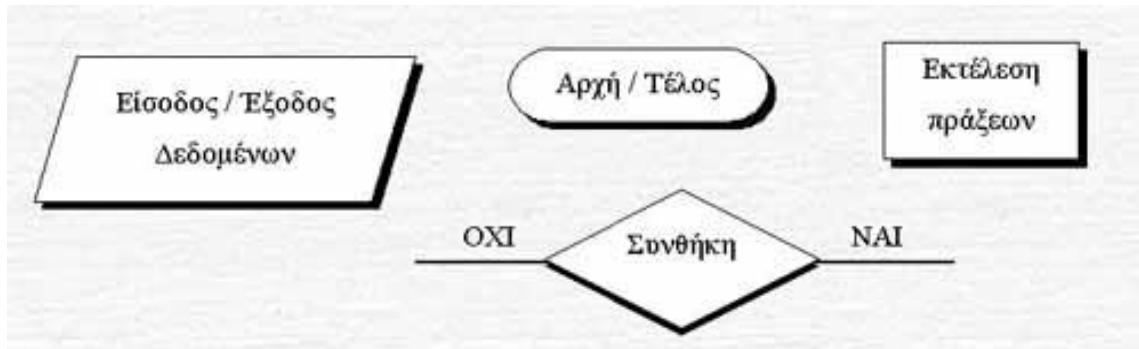 Είσοδος / Έξοδος
Δεδομένων
Αρχή / Τέλος
Εκτέλεση
πράξεων
ΟΧΙ
Συνθήκη
ΝΑΙ